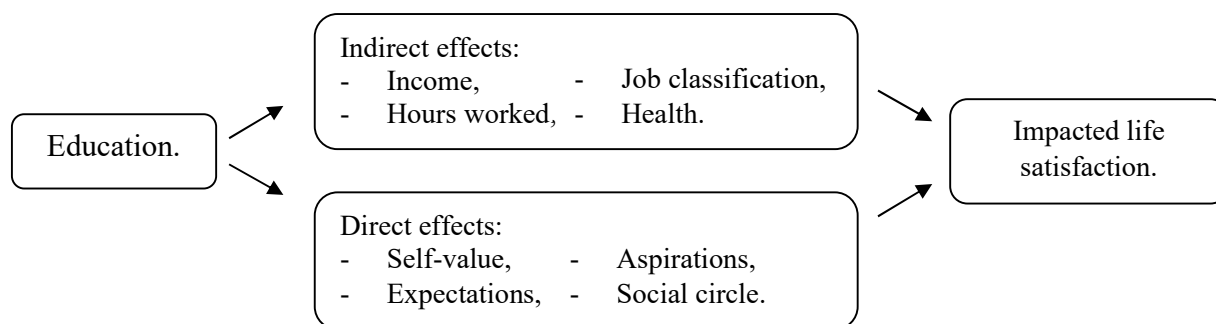 Education.
Indirect effects:
- Income, - Job classification,
- Hours worked, - Health.
Direct effects:
- Self-value, - Aspirations,
- Expectations, - Social circle.
Impacted life
satisfaction.